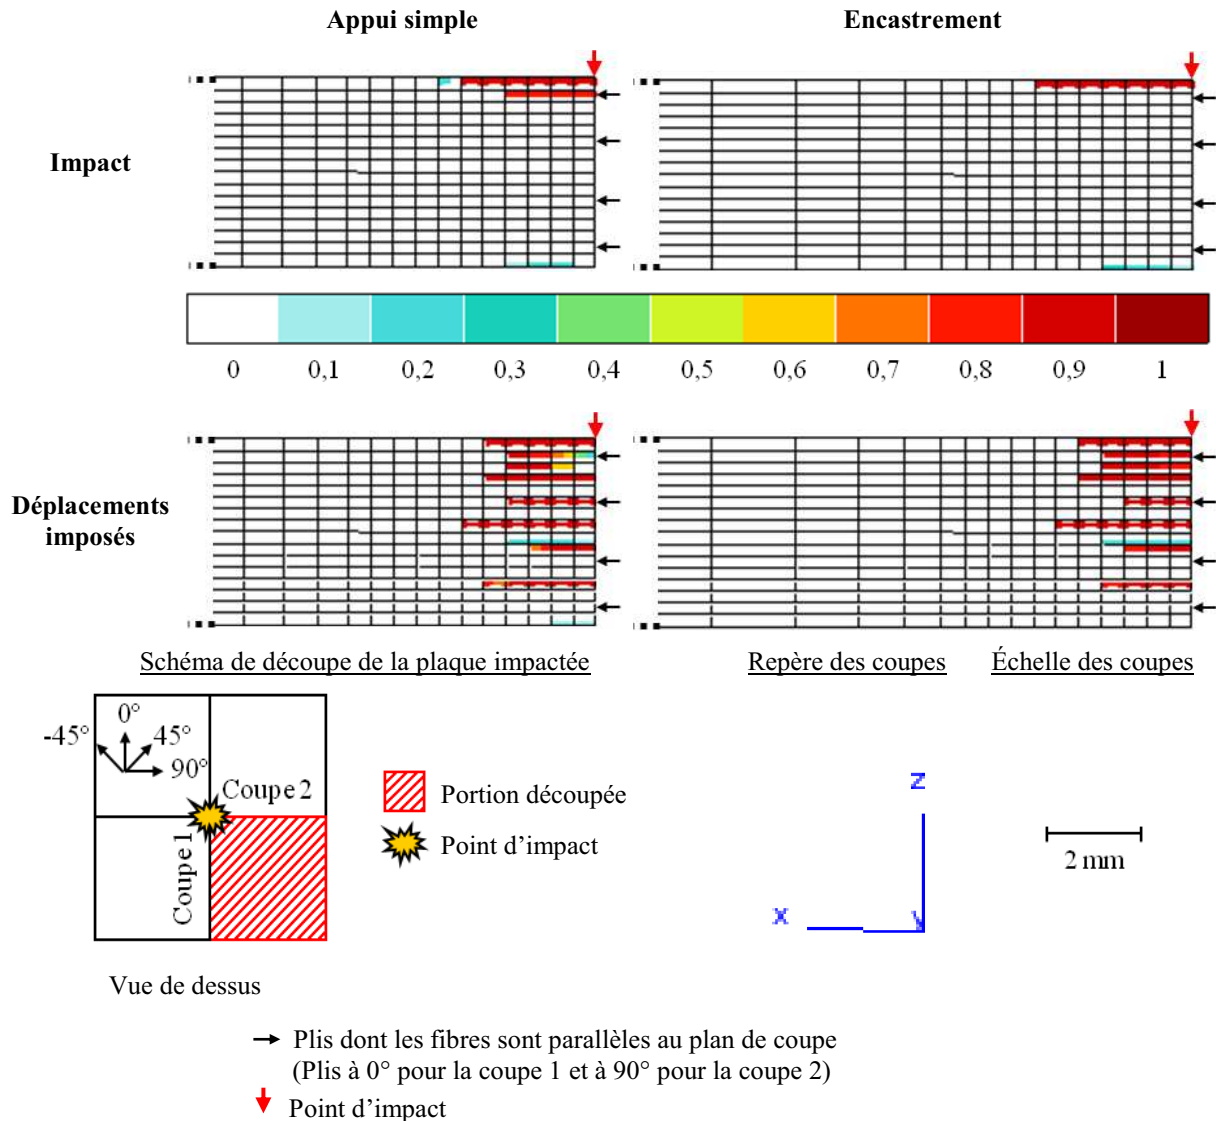 Appui simple
Encastrement
Impact
0
0,1
0,2
0,3
0,4
0,5
0,6
0,7
0,8
0,9
1
Déplacements
imposés
Schéma de découpe de la plaque impactée
Repère des coupes
Échelle des coupes
0°
-45°
45°
90°
Coupe 2
Coupe 1
Portion découpée
Point d’impact
z
x
y
2 mm
Vue de dessus
Plis dont les fibres sont parallèles au plan de coupe
(Plis à 0° pour la coupe 1 et à 90° pour la coupe 2)
Point d’impact